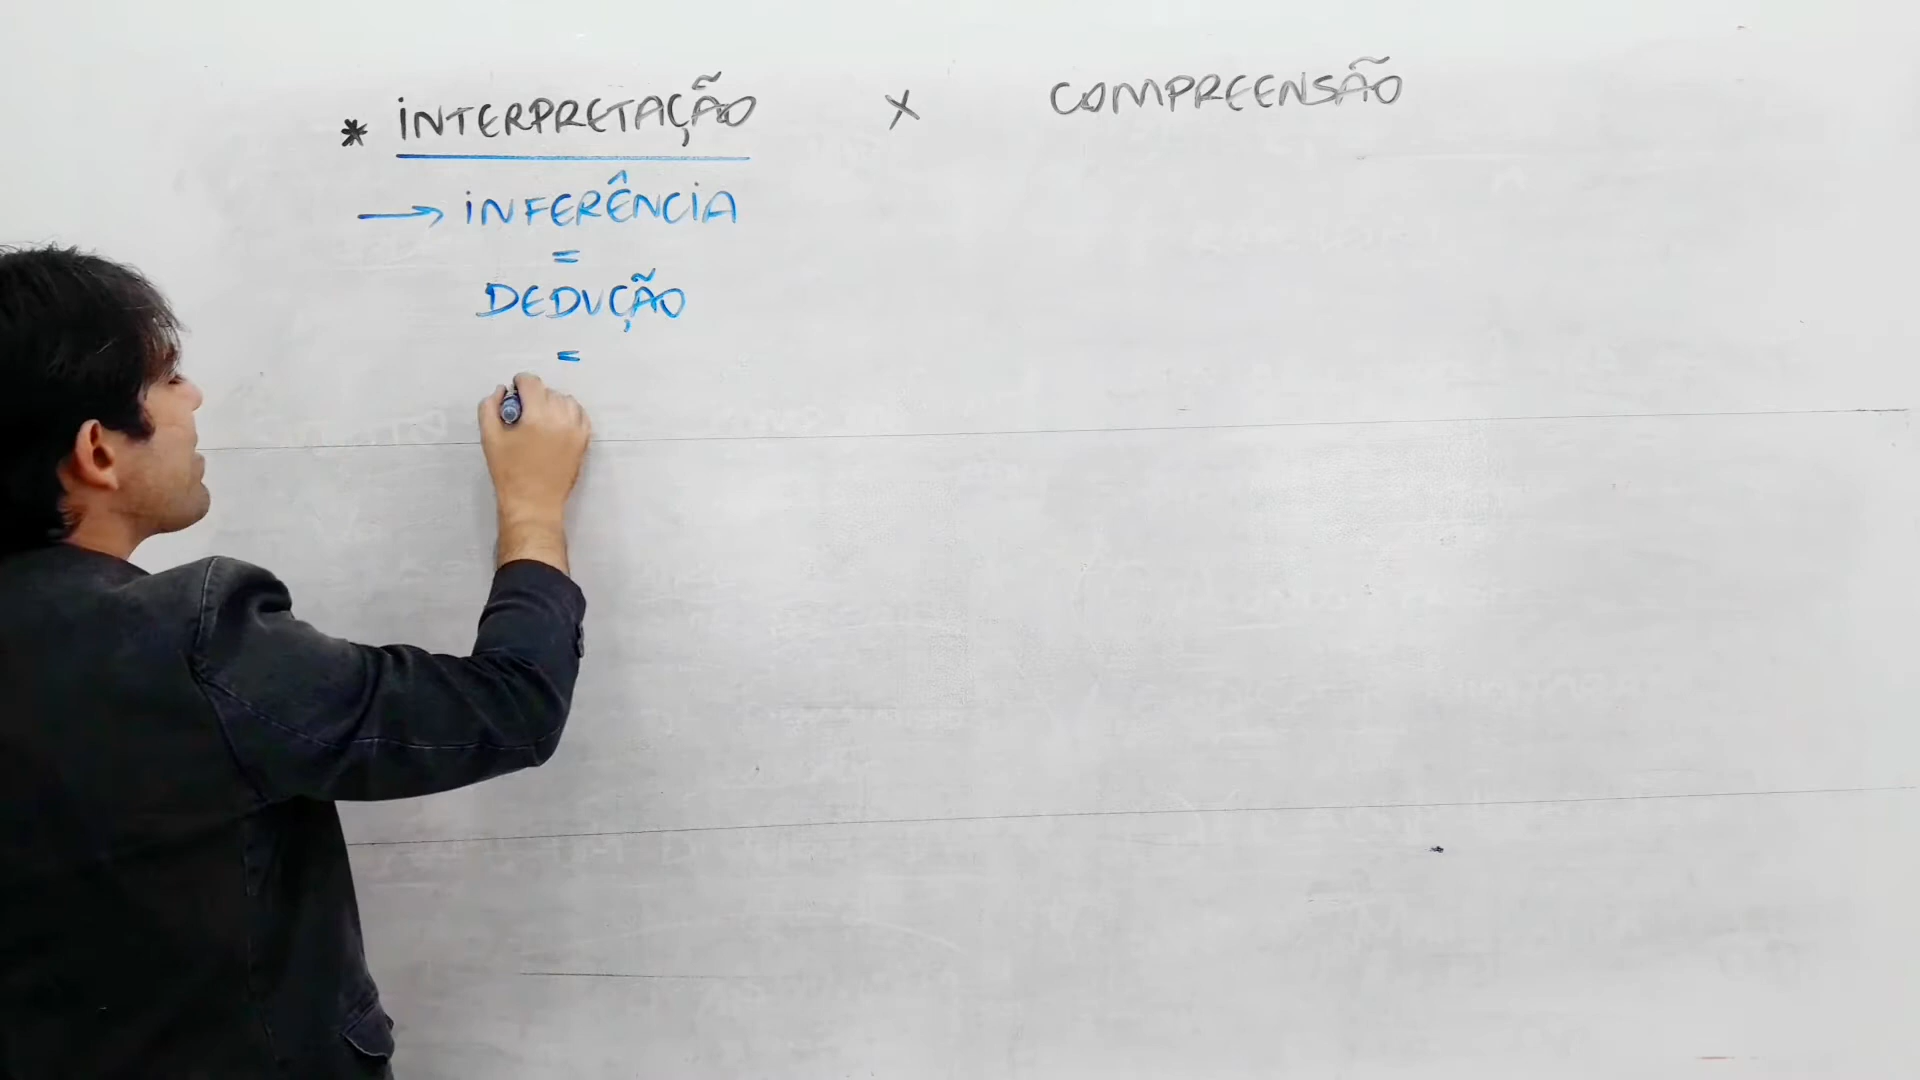 * INTERPRETAÇÃO X COMPREENSÃO
→ INFERÊNCIA
=
DEDUÇÃO
=